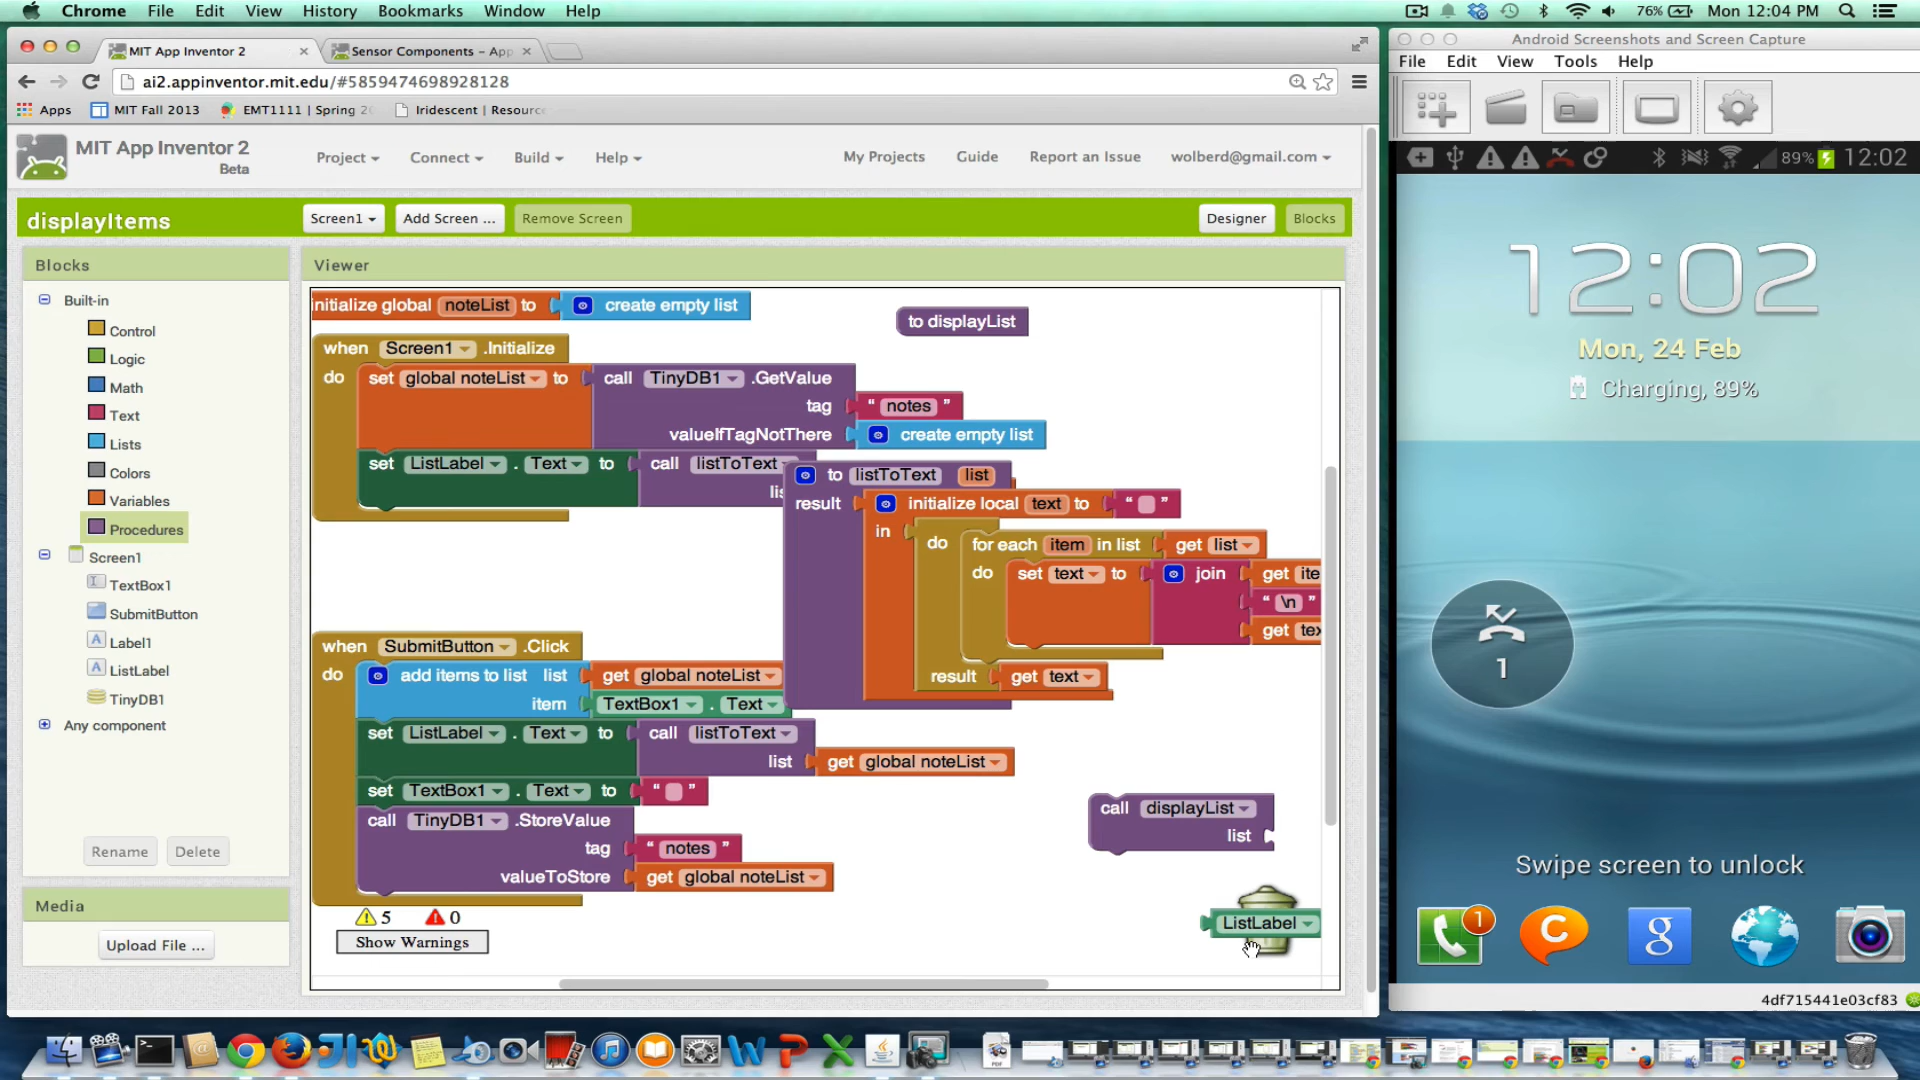 Chrome File Edit View History Bookmarks Window Help
76% Mon 12:04 PM
MIT App Inventor 2
Sensor Components – App
ai2.appinventor.mit.edu/#5859474698928128
Apps MIT Fall 2013 EMT1111 | Spring 2 Iridescent | Resourc
MIT App Inventor 2
Beta
Project Connect Build Help
My Projects Guide Report an Issue wolberd@gmail.com
displayItems
Screen1 Add Screen ... Remove Screen
Designer Blocks
Blocks
Built-in
Control
Logic
Math
Text
Lists
Colors
Variables
Procedures
Screen1
TextBox1
SubmitButton
Label1
ListLabel
TinyDB1
Any component
Rename Delete
Media
Upload File ...
Viewer
initialize global noteList to create empty list
to displayList
when Screen1 .Initialize
do set global noteList to call TinyDB1 .GetValue
tag " notes "
valueIfTagNotThere create empty list
set ListLabel . Text to call listToText
lis
to listToText list
result initialize local text to " "
in do for each item in list get list
do set text to join get ite
" \n "
get tex
result get text
when SubmitButton .Click
do add items to list list get global noteList
item TextBox1 . Text
set ListLabel . Text to call listToText
list get global noteList
set TextBox1 . Text to " "
call TinyDB1 .StoreValue
tag " notes "
valueToStore get global noteList
call displayList
list
ListLabel
5 0
Show Warnings
Android Screenshots and Screen Capture
File Edit View Tools Help
89% 12:02
12:02
Mon, 24 Feb
Charging, 89%
1
Swipe screen to unlock
1
C
g
4df715441e03cf83